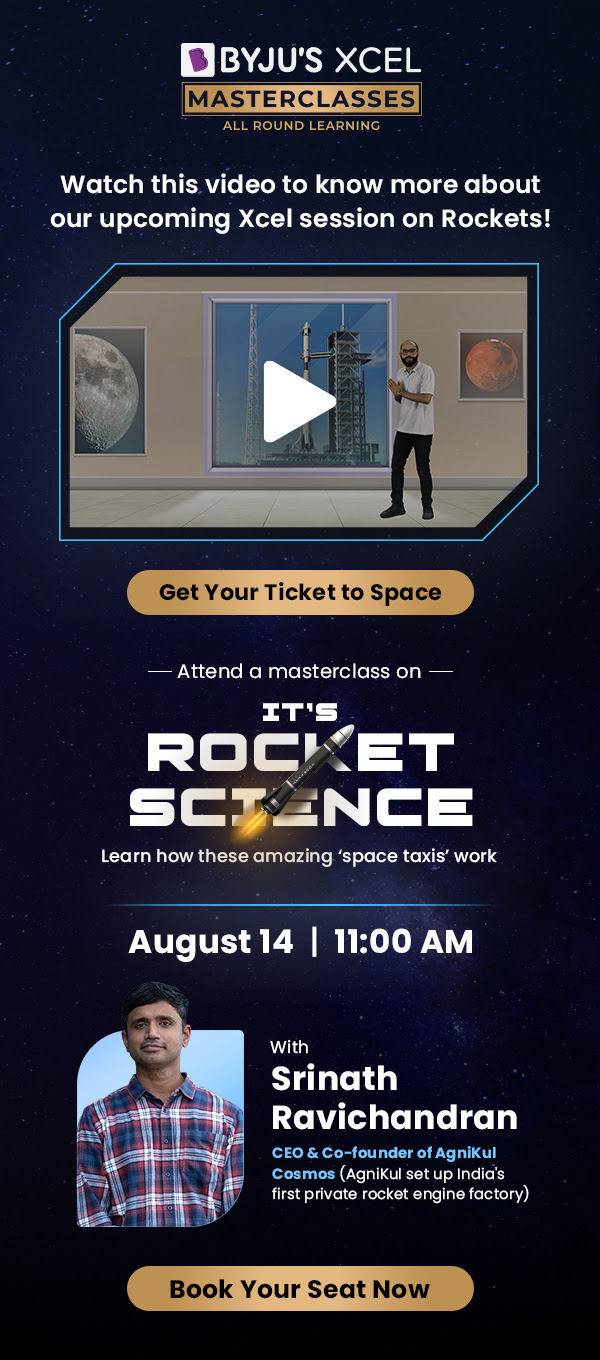 BYJU'S XCEL
MASTERCLASSES
ALL ROUND LEARNING
Watch this video to know more about
our upcoming Xcel session on Rockets!
Get Your Ticket to Space
Attend a masterclass on
IT'S
ROCKET
SCIENCE
Learn how these amazing ‘space taxis’ work
August 14 | 11:00 AM
With
Srinath
Ravichandran
CEO & Co-founder of AgniKul
Cosmos (AgniKul set up India's
first private rocket engine factory)
Book Your Seat Now